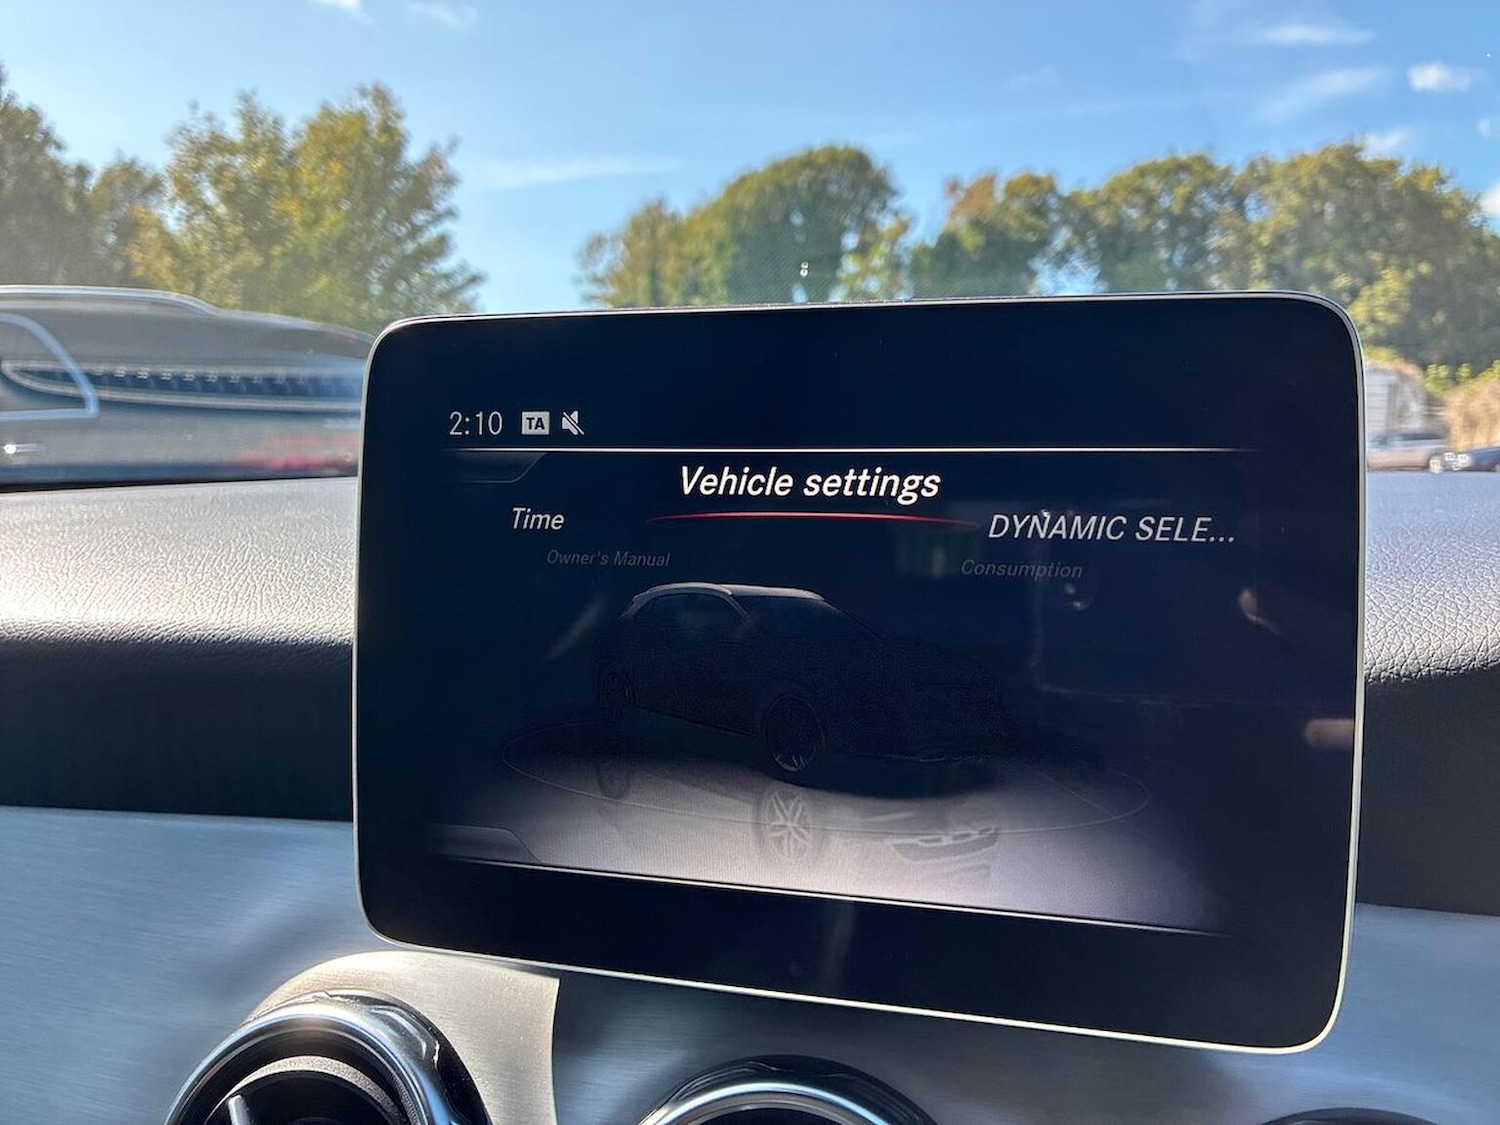 2:10 TA
Vehicle settings
Time
DYNAMIC SELE...
Owner's Manual
Consumption